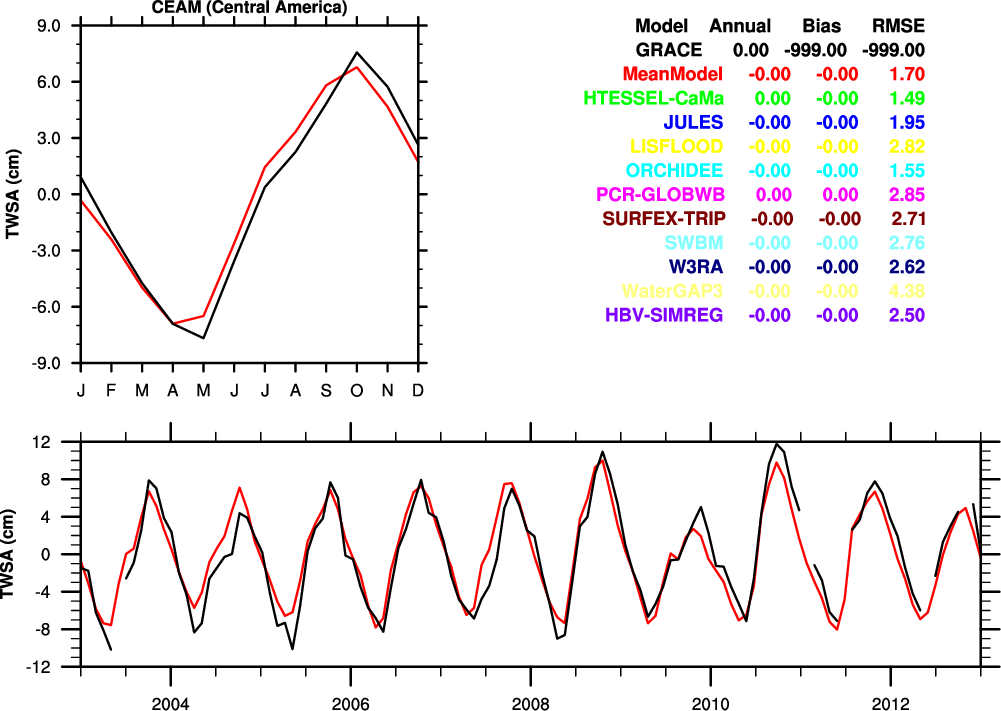 CEAM (Central America)
9.0
6.0
3.0
0.0
-3.0
-6.0
-9.0
TWSA (cm)
J F M A M J J A S O N D
Model Annual Bias RMSE
GRACE 0.00 -999.00 -999.00
MeanModel -0.00 -0.00 1.70
HTESSEL-CaMa 0.00 -0.00 1.49
JULES -0.00 -0.00 1.95
LISFLOOD -0.00 -0.00 2.82
ORCHIDEE -0.00 -0.00 1.55
PCR-GLOBWB 0.00 0.00 2.85
SURFEX-TRIP -0.00 -0.00 2.71
SWBM -0.00 -0.00 2.76
W3RA -0.00 -0.00 2.62
WaterGAP3 -0.00 -0.00 4.38
HBV-SIMREG -0.00 -0.00 2.50
12
8
4
0
-4
-8
-12
TWSA (cm)
2004 2006 2008 2010 2012